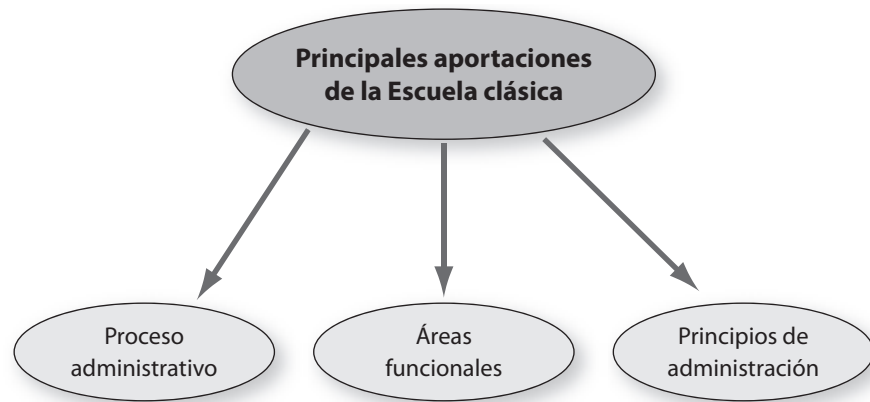 Principales aportaciones
de la Escuela clásica
Proceso
administrativo
Áreas
funcionales
Principios de
administración